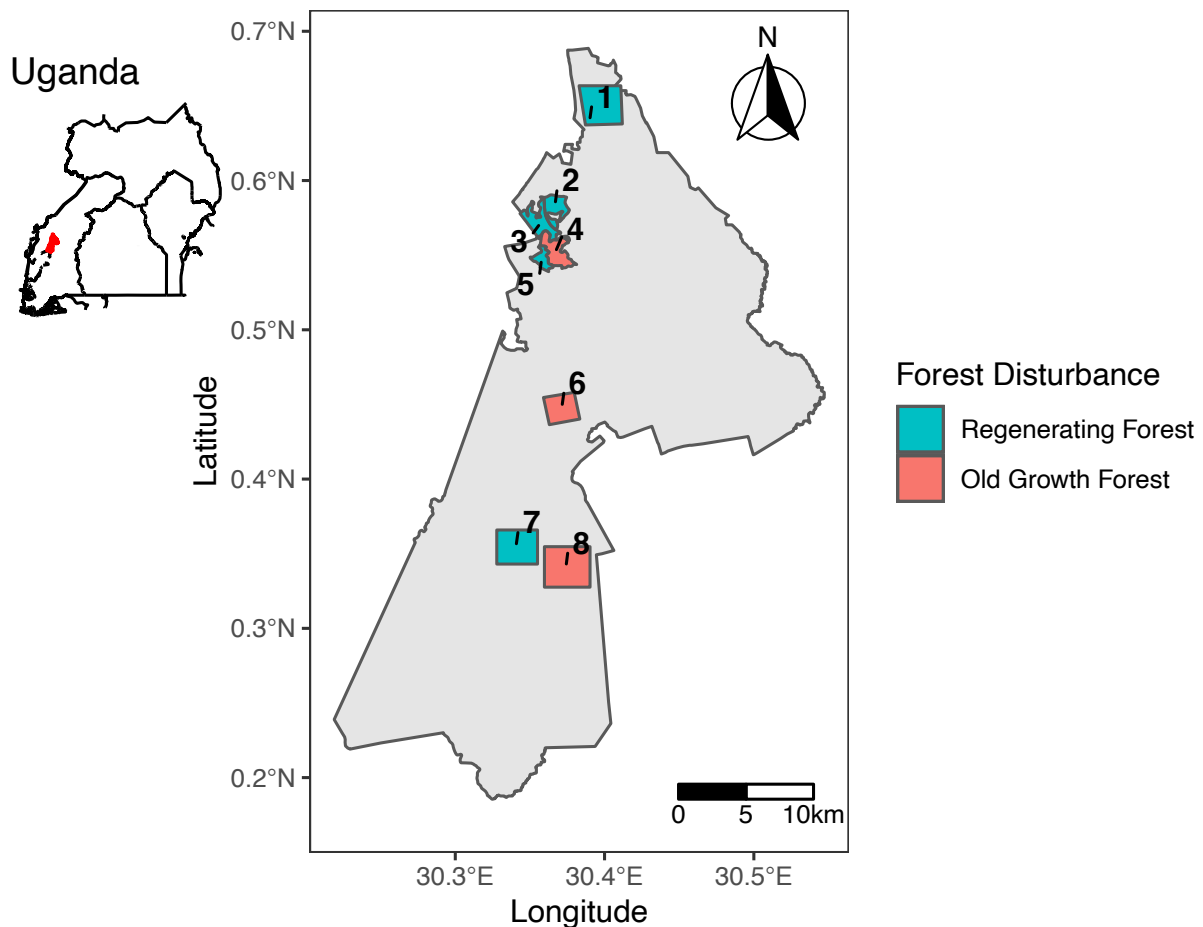 Uganda
N
0.7°N
0.6°N
0.5°N
0.4°N
0.3°N
0.2°N
Latitude
1
2
3
4
5
6
7
8
0 5 10km
30.3°E 30.4°E 30.5°E
Longitude
Forest Disturbance
Regenerating Forest
Old Growth Forest